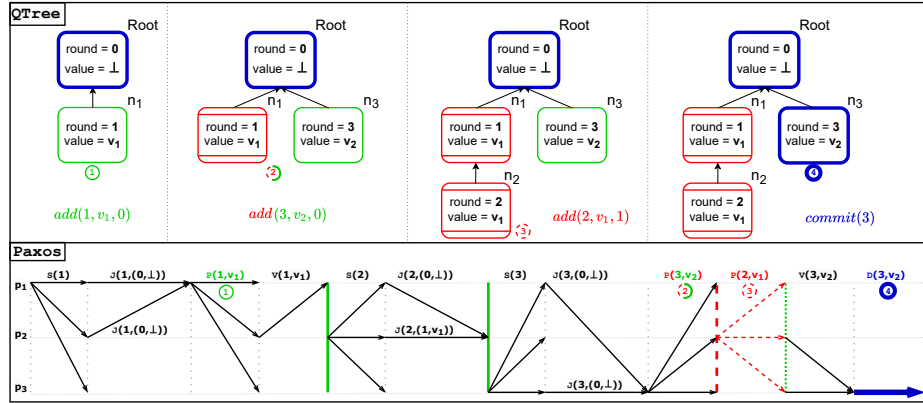 QTree
Root
round = 0
value = ⊥
n1
round = 1
value = v1
1
add(1, v1, 0)
Root
round = 0
value = ⊥
n1
n3
round = 1
value = v1
round = 3
value = v2
2
add(3, v2, 0)
Root
round = 0
value = ⊥
n1
n3
round = 1
value = v1
round = 3
value = v2
n2
round = 2
value = v1
3
add(2, v1, 1)
Root
round = 0
value = ⊥
n1
n3
round = 1
value = v1
round = 3
value = v2
4
n2
round = 2
value = v1
commit(3)
Paxos
S(1) J(1,(0,⊥)) P(1,v1) V(1,v1) S(2) J(2,(0,⊥)) S(3) J(3,(0,⊥)) P(3,v2) P(2,v1) V(3,v2) D(3,v2)
p1 1 2 3 4
J(1,(0,⊥)) J(2,(1,v1))
p2
J(3,(0,⊥))
p3